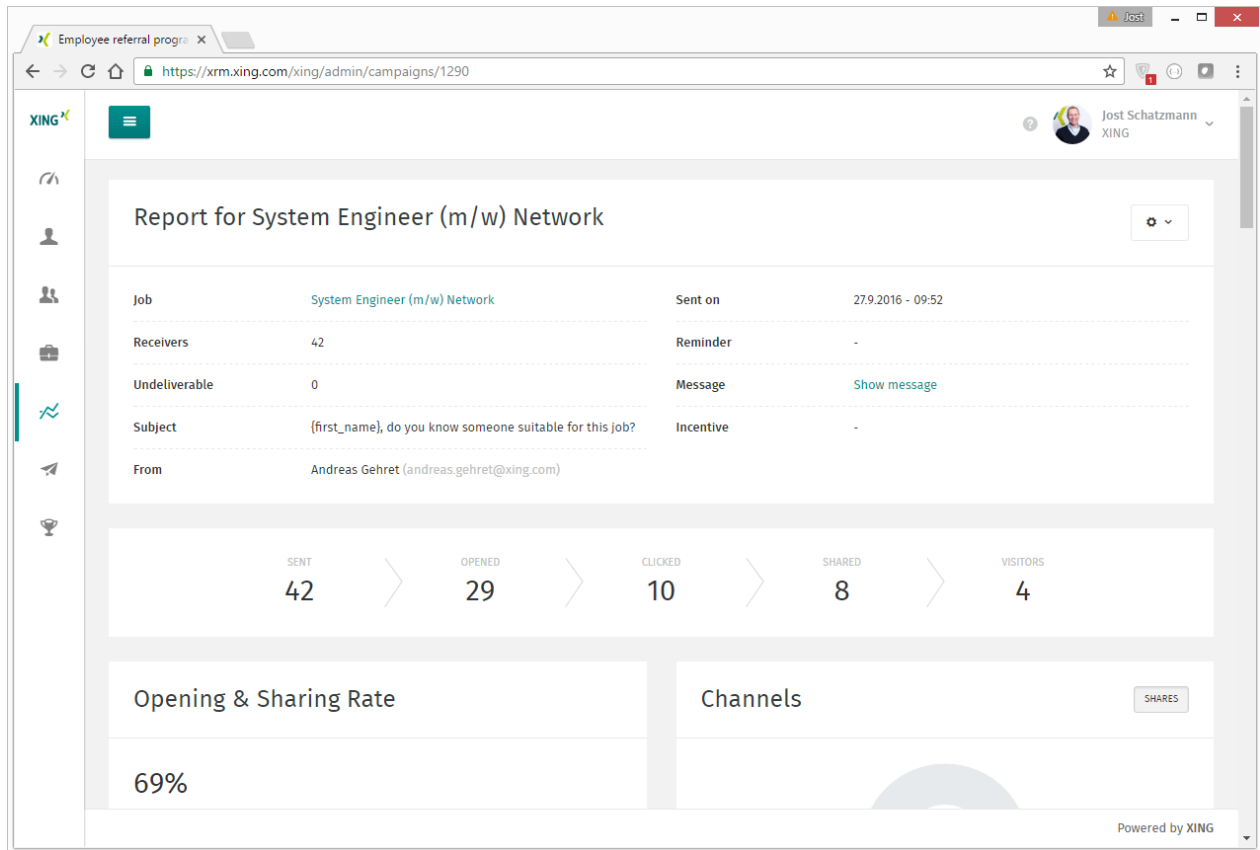 Jost
Employee referral progra
https://xrm.xing.com/xing/admin/campaigns/1290
1
XING
Jost Schatzmann
XING
Report for System Engineer (m/w) Network
Job System Engineer (m/w) Network Sent on 27.9.2016 - 09:52
Receivers 42 Reminder -
Undeliverable 0 Message Show message
Subject {first_name}, do you know someone suitable for this job? Incentive -
From Andreas Gehret (andreas.gehret@xing.com)
SENT OPENED CLICKED SHARED VISITORS
42 29 10 8 4
Opening & Sharing Rate Channels SHARES
69%
Powered by XING